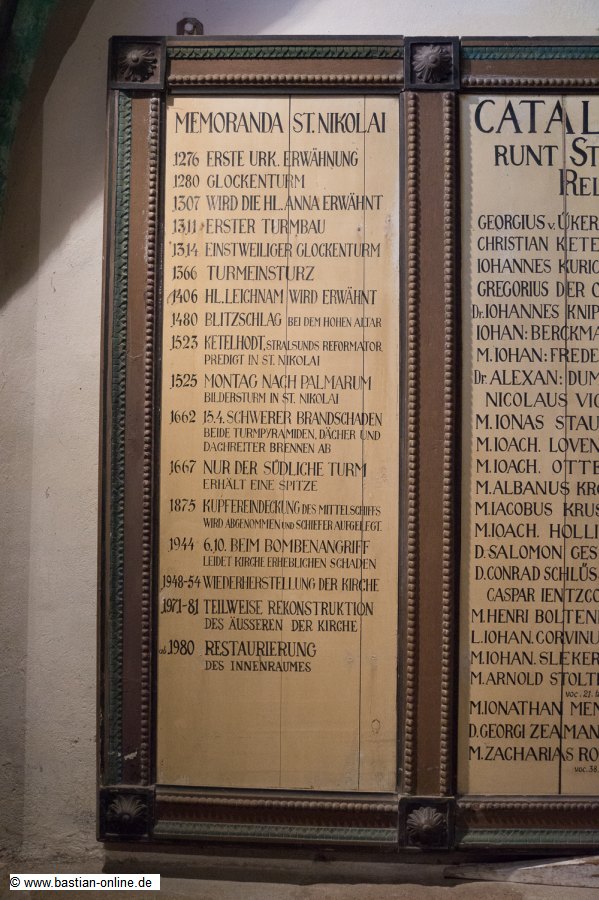 MEMORANDA ST. NIKOLAI
1276 ERSTE URK. ERWÄHNUNG
1280 GLOCKENTURM
1307 WIRD DIE HL. ANNA ERWÄHNT
1311 ERSTER TURMBAU
1314 EINSTWEILIGER GLOCKENTURM
1366 TURMEINSTURZ
1406 HL. LEICHNAM WIRD ERWÄHNT
1480 BLITZSCHLAG BEI DEM HOHEN ALTAR
1523 KETELHODT, STRALSUNDS REFORMATOR
PREDIGT IN ST. NIKOLAI
1525 MONTAG NACH PALMARUM
BILDERSTURM IN ST. NIKOLAI
1662 15.4. SCHWERER BRANDSCHADEN
BEIDE TURMPYRAMIDEN, DÄCHER UND
DACHREITER BRENNEN AB
1667 NUR DER SÜDLICHE TURM
ERHÄLT EINE SPITZE
1875 KUPFEREINDECKUNG DES MITTELSCHIFFS
WIRD ABGENOMMEN UND SCHIEFER AUFGELEGT.
1944 6.10. BEIM BOMBENANGRIFF
LEIDET KIRCHE ERHEBLICHEN SCHADEN
1948-54 WIEDERHERSTELLUNG DER KIRCHE
1971-81 TEILWEISE REKONSTRUKTION
DES ÄUSSEREN DER KIRCHE
ab 1980 RESTAURIERUNG
DES INNENRAUMES
CATAL
RUNT ST
REL
GEORGIUS v. ÜKER
CHRISTIAN KETE
IOHANNES KURIC
GREGORIUS DER C
Dr. IOHANNES KNIP
IOHAN: BERCKMA
M. IOHAN: FREDE
Dr. ALEXAN: DUM
NICOLAUS VIC
M. IONAS STAU
M. IOACH. LOVEN
M. IOACH. OTTE
M. ALBANUS KRO
M. IACOBUS KRUS
M. IOACH. HOLLI
D. SALOMON GES
D. CONRAD SCHLÜS
CASPAR IENTZCO
M. HENRI BOLTEN
L. IOHAN. CORVINU
M. IOHAN. SLEKER
M. ARNOLD STOLT
voc. 21.
M. IONATHAN MEN
D. GEORGI ZEAMAN
M. ZACHARIAS RO
voc. 38.
© www.bastian-online.de